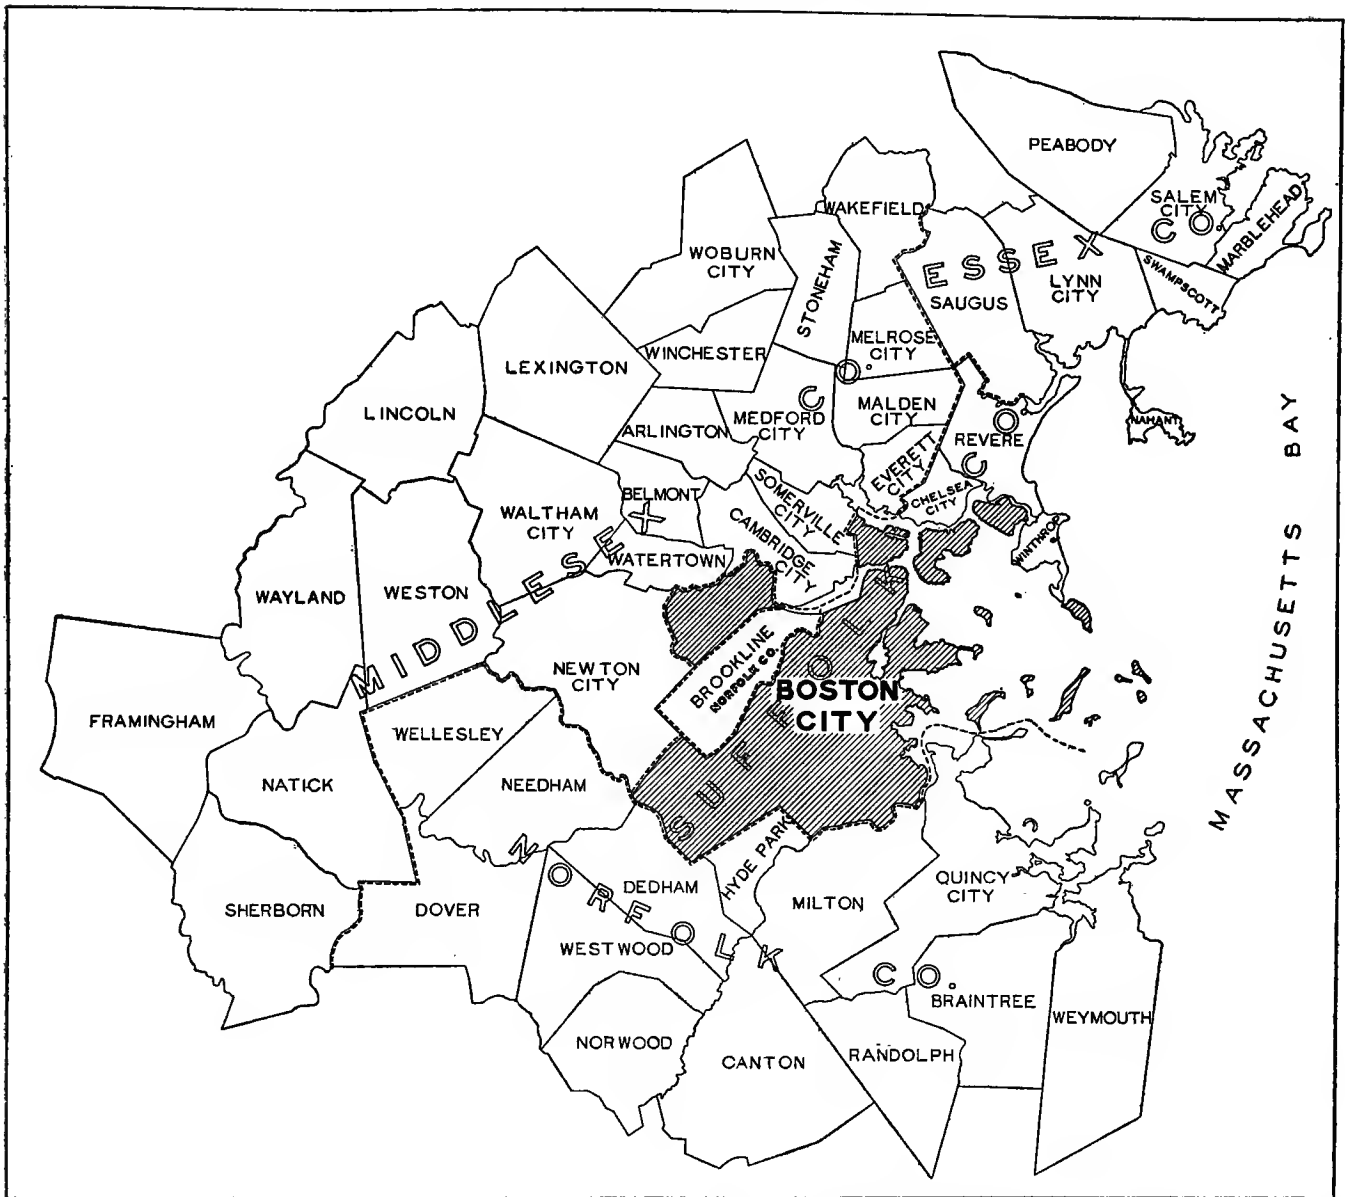 PEABODY
SALEM
CITY
MARBLEHEAD
WAKEFIELD
WOBURN
CITY
STONEHAM
ESSEX CO.
SAUGUS
LYNN
CITY
SWAMPSCOTT
WINCHESTER
MELROSE
CITY
LEXINGTON
LINCOLN
ARLINGTON
MEDFORD
CITY
MALDEN
CITY
REVERE
NAHANT
EVERETT
CITY
CHELSEA
CITY
SOMERVILLE
CITY
BELMONT
WALTHAM
CITY
CAMBRIDGE
CITY
WATERTOWN
WINTHROP
MASSACHUSETTS BAY
WAYLAND
WESTON
MIDDLESEX CO.
NEWTON
CITY
BROOKLINE
NORFOLK CO.
BOSTON
CITY
SUFFOLK CO
FRAMINGHAM
WELLESLEY
NATICK
NEEDHAM
HYDE PARK
QUINCY
CITY
DEDHAM
MILTON
SHERBORN
DOVER
NORFOLK CO.
WESTWOOD
BRAINTREE
WEYMOUTH
NORWOOD
CANTON
RANDOLPH